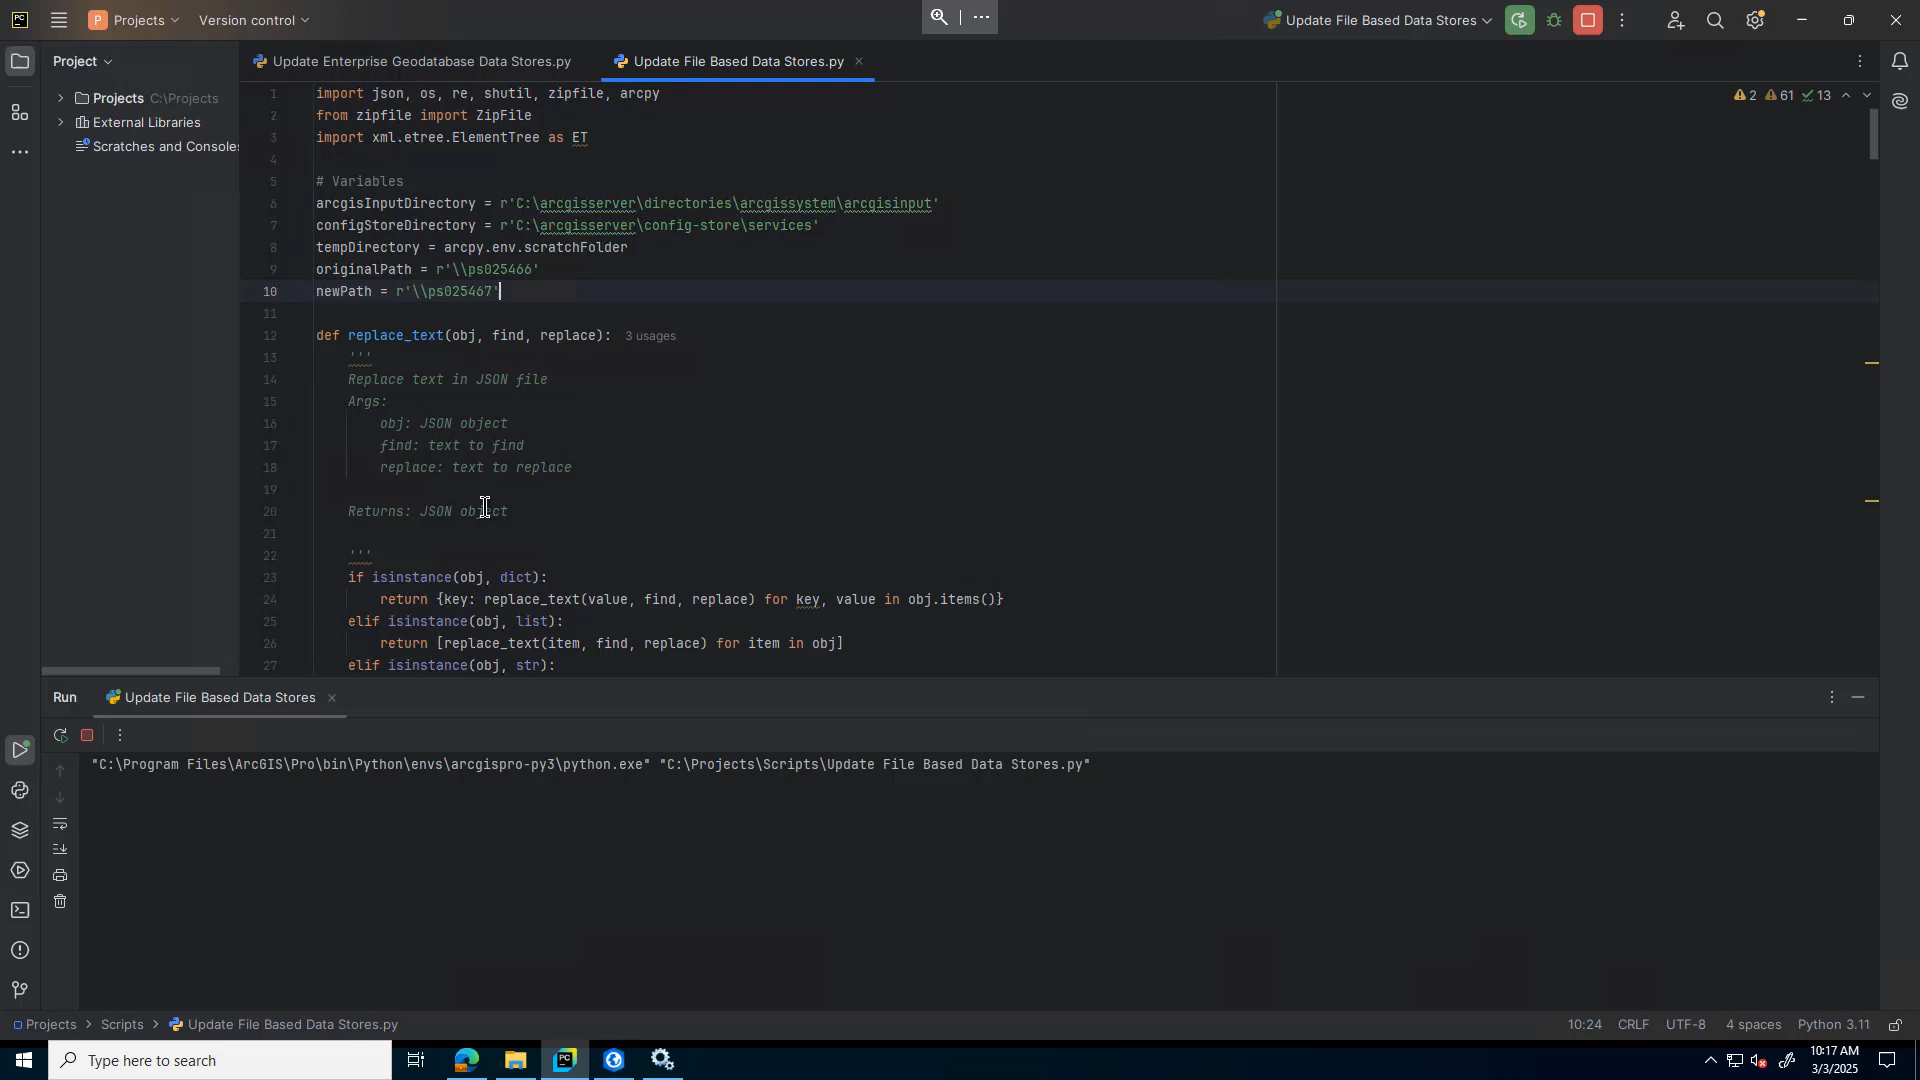 PC
P Projects
Version control
Update File Based Data Stores
Project
Update Enterprise Geodatabase Data Stores.py
Update File Based Data Stores.py
Projects C:\Projects
External Libraries
Scratches and Consoles
2 61 13
1 import json, os, re, shutil, zipfile, arcpy
2 from zipfile import ZipFile
3 import xml.etree.ElementTree as ET
4
5 # Variables
6 arcgisInputDirectory = r'C:\arcgisserver\directories\arcgissystem\arcgisinput'
7 configStoreDirectory = r'C:\arcgisserver\config-store\services'
8 tempDirectory = arcpy.env.scratchFolder
9 originalPath = r'\\ps025466'
10 newPath = r'\\ps025467'
11
12 def replace_text(obj, find, replace): 3 usages
13 '''
14 Replace text in JSON file
15 Args:
16 obj: JSON object
17 find: text to find
18 replace: text to replace
19
20 Returns: JSON object
21
22 '''
23 if isinstance(obj, dict):
24 return {key: replace_text(value, find, replace) for key, value in obj.items()}
25 elif isinstance(obj, list):
26 return [replace_text(item, find, replace) for item in obj]
27 elif isinstance(obj, str):
Run
Update File Based Data Stores
"C:\Program Files\ArcGIS\Pro\bin\Python\envs\arcgispro-py3\python.exe" "C:\Projects\Scripts\Update File Based Data Stores.py"
Projects > Scripts > Update File Based Data Stores.py
10:24 CRLF UTF-8 4 spaces Python 3.11
Type here to search
PC
10:17 AM
3/3/2025